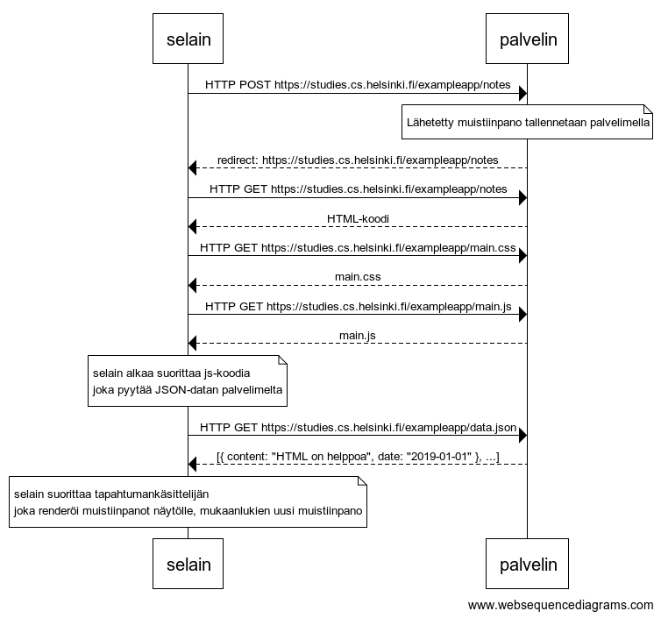 selain
palvelin
HTTP POST https://studies.cs.helsinki.fi/exampleapp/notes
Lähetetty muistiinpano tallennetaan palvelimella
redirect: https://studies.cs.helsinki.fi/exampleapp/notes
HTTP GET https://studies.cs.helsinki.fi/exampleapp/notes
HTML-koodi
HTTP GET https://studies.cs.helsinki.fi/exampleapp/main.css
main.css
HTTP GET https://studies.cs.helsinki.fi/exampleapp/main.js
main.js
selain alkaa suorittaa js-koodia
joka pyytää JSON-datan palvelimelta
HTTP GET https://studies.cs.helsinki.fi/exampleapp/data.json
[{ content: "HTML on helppoa", date: "2019-01-01" }, ...]
selain suorittaa tapahtumankäsittelijän
joka renderöi muistiinpanot näytölle, mukaanlukien uusi muistiinpano
selain
palvelin
www.websequencediagrams.com